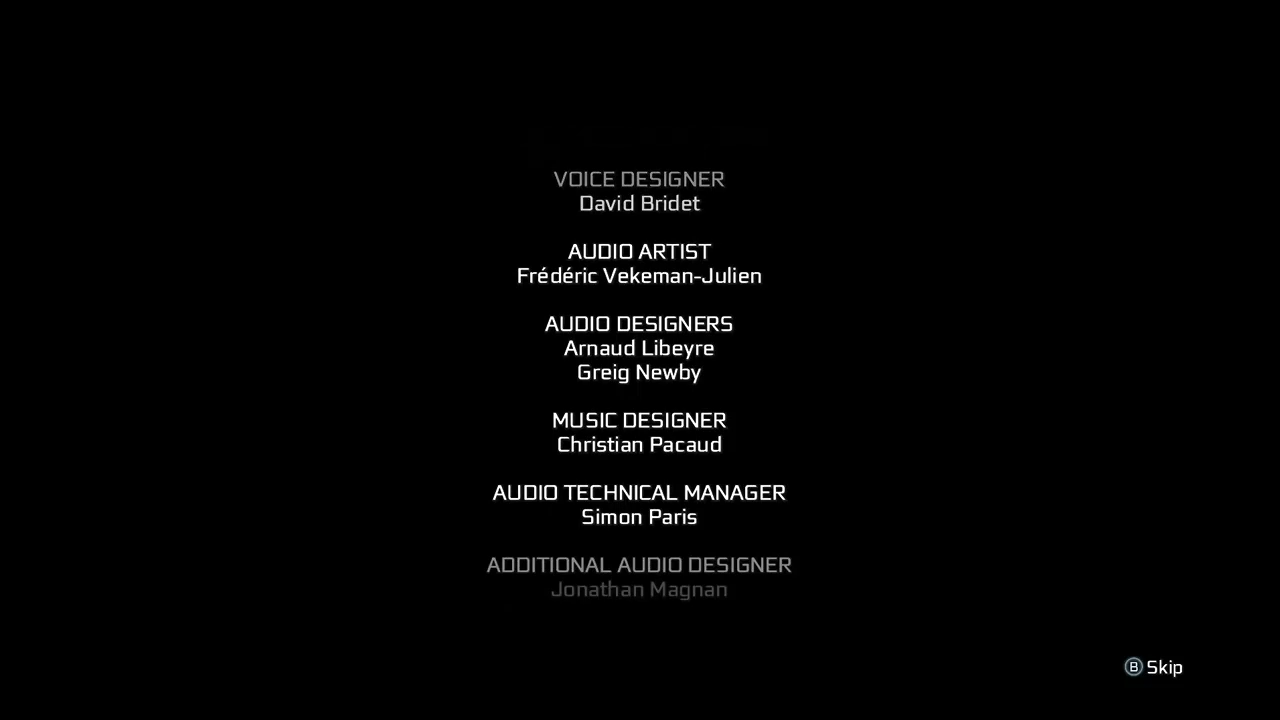 VOICE DESIGNER
David Bridet
AUDIO ARTIST
Frédéric Vekeman-Julien
AUDIO DESIGNERS
Arnaud Libeyre
Greig Newby
MUSIC DESIGNER
Christian Pacaud
AUDIO TECHNICAL MANAGER
Simon Paris
ADDITIONAL AUDIO DESIGNER
Jonathan Magnan
B Skip